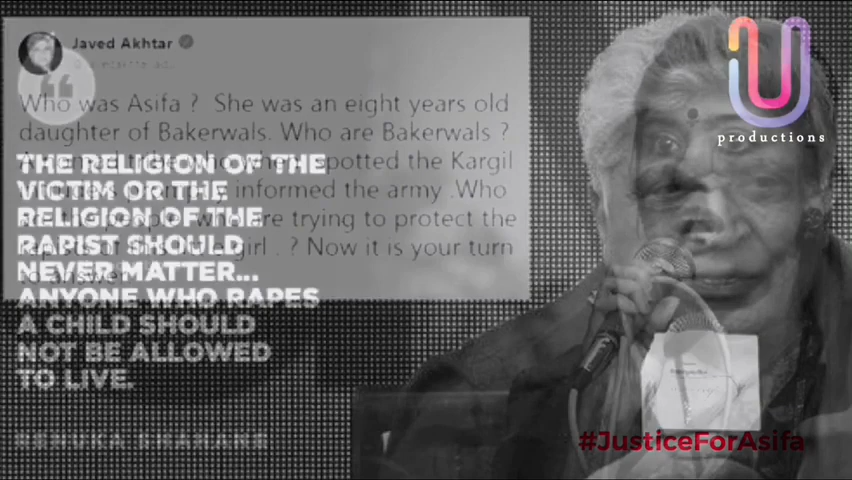 Javed Akhtar
Who was Asifa ? She was an eight years old
daughter of Bakerwals. Who are Bakerwals ?
spotted the Kargil
informed the army .Who
are trying to protect the
girl . ? Now it is your turn
THE RELIGION OF THE
VICTIM OR THE
RELIGION OF THE
RAPIST SHOULD
NEVER MATTER...
ANYONE WHO RAPES
A CHILD SHOULD
NOT BE ALLOWED
TO LIVE.
#RENUKA SHAHANE
U
productions
#JusticeForAsifa